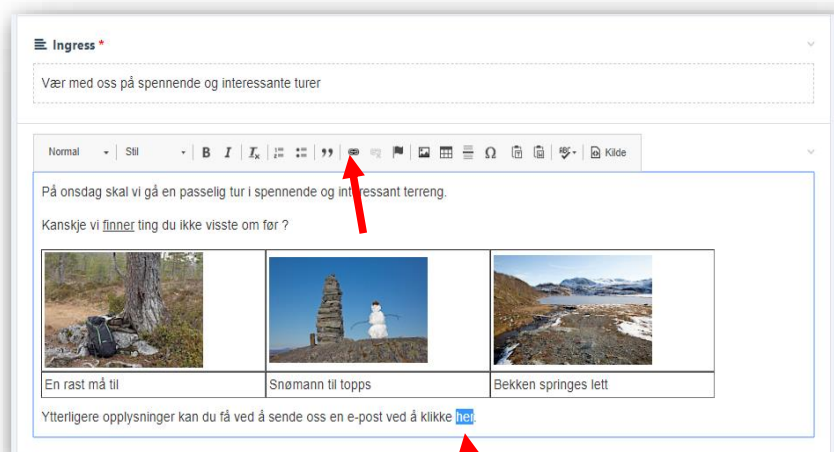 Ingress *
Vær med oss på spennende og interessante turer
Normal Stil B I Ix Ω ABC Kilde
På onsdag skal vi gå en passelig tur i spennende og interessant terreng.
Kanskje vi finner ting du ikke visste om før ?
En rast må til Snømann til topps Bekken springes lett
Ytterligere opplysninger kan du få ved å sende oss en e-post ved å klikke her.